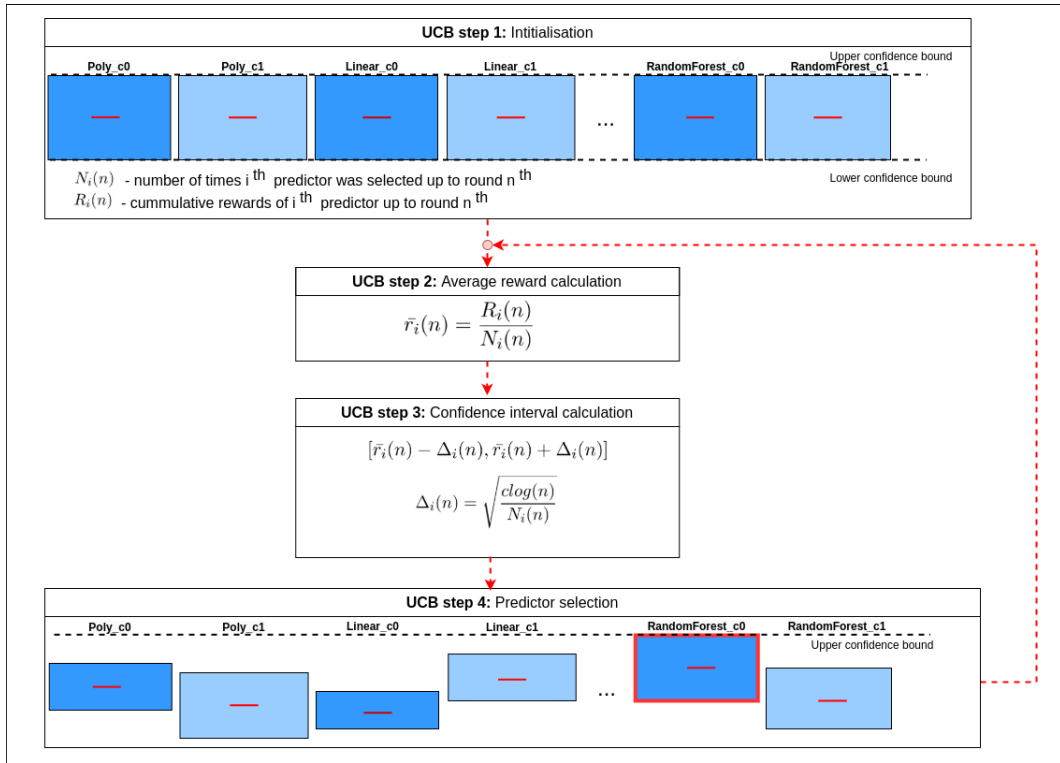 UCB step 1: Intitialisation
Upper confidence bound
Poly_c0 Poly_c1 Linear_c0 Linear_c1 RandomForest_c0 RandomForest_c1
...
N_i(n) - number of times i th predictor was selected up to round n th
Lower confidence bound
R_i(n) - cummulative rewards of i th predictor up to round n th
UCB step 2: Average reward calculation
r̄_i(n) = R_i(n) / N_i(n)
UCB step 3: Confidence interval calculation
[r̄_i(n) − Δ_i(n), r̄_i(n) + Δ_i(n)]
Δ_i(n) = √(clog(n) / N_i(n))
UCB step 4: Predictor selection
Poly_c0 Poly_c1 Linear_c0 Linear_c1 RandomForest_c0 RandomForest_c1
Upper confidence bound
...